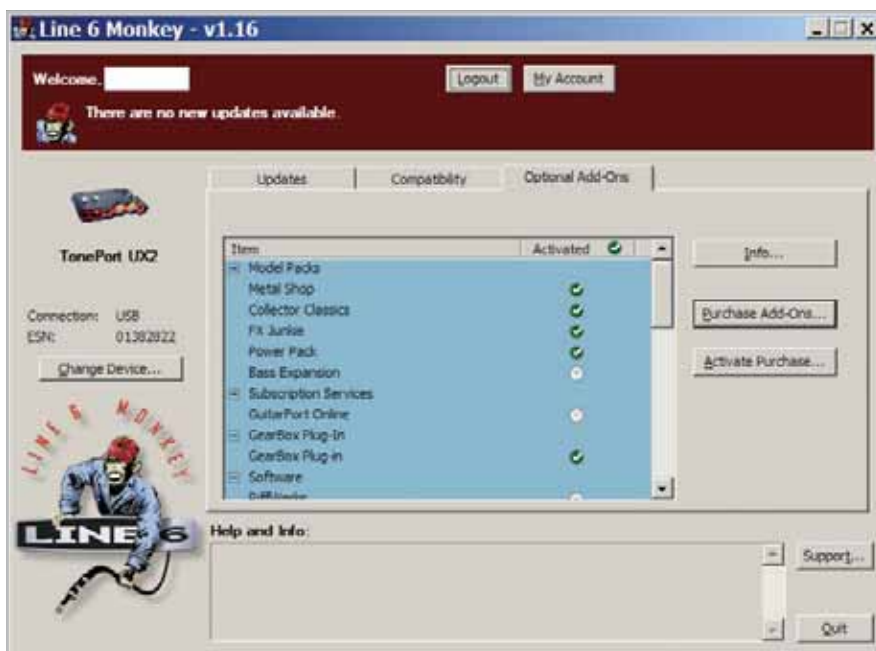 Line 6 Monkey - v1.16
Welcome,
Logout
My Account
There are no new updates available.
Updates
Compatibility
Optional Add-Ons
TonePort UX2
Connection: USB
ESN: 01382822
Change Device...
Item Activated
Model Packs
Metal Shop
Collector Classics
FX Junkie
Power Pack
Bass Expansion
Subscription Services
GuitarPort Online
GearBox Plug-In
GearBox Plug-in
Software
Info...
Purchase Add-Ons...
Activate Purchase...
LINE 6 MONKEY
LINE 6
Help and Info:
Support...
Quit